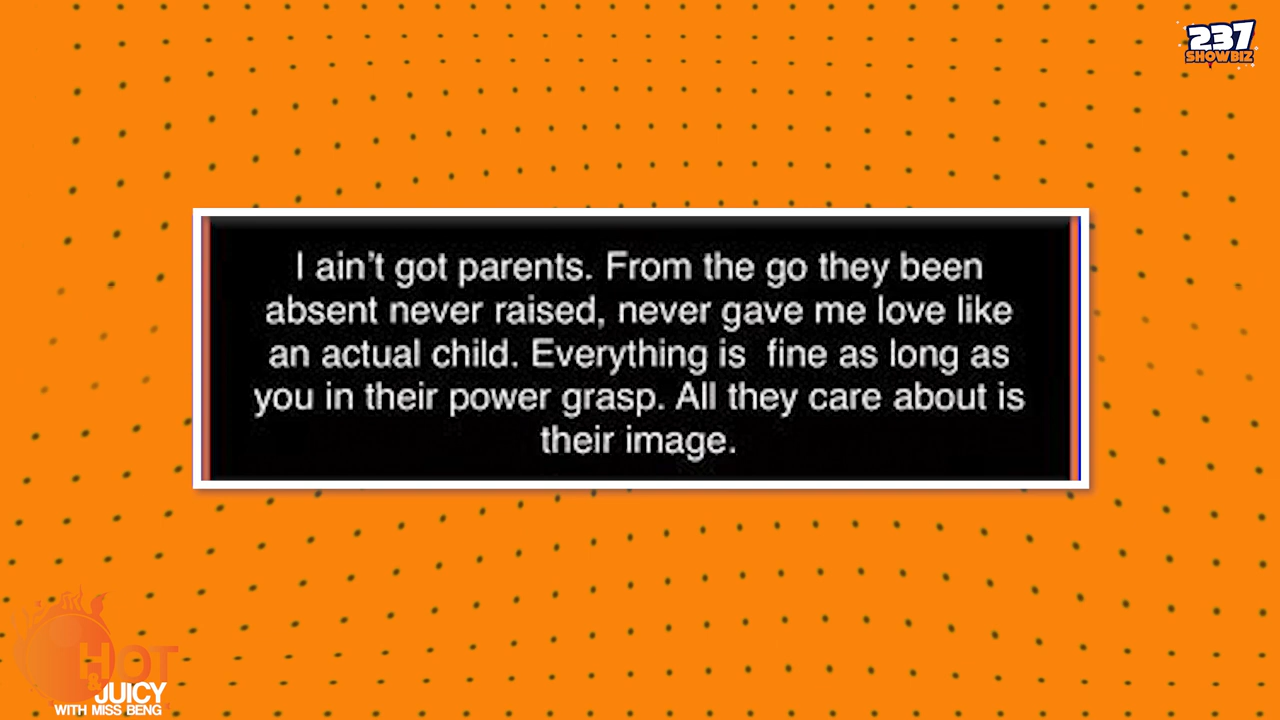 237
SHOWBIZ
I ain't got parents. From the go they been
absent never raised, never gave me love like
an actual child. Everything is  fine as long as
you in their power grasp. All they care about is
their image.
HOT
&
JUICY
WITH MISS BENG